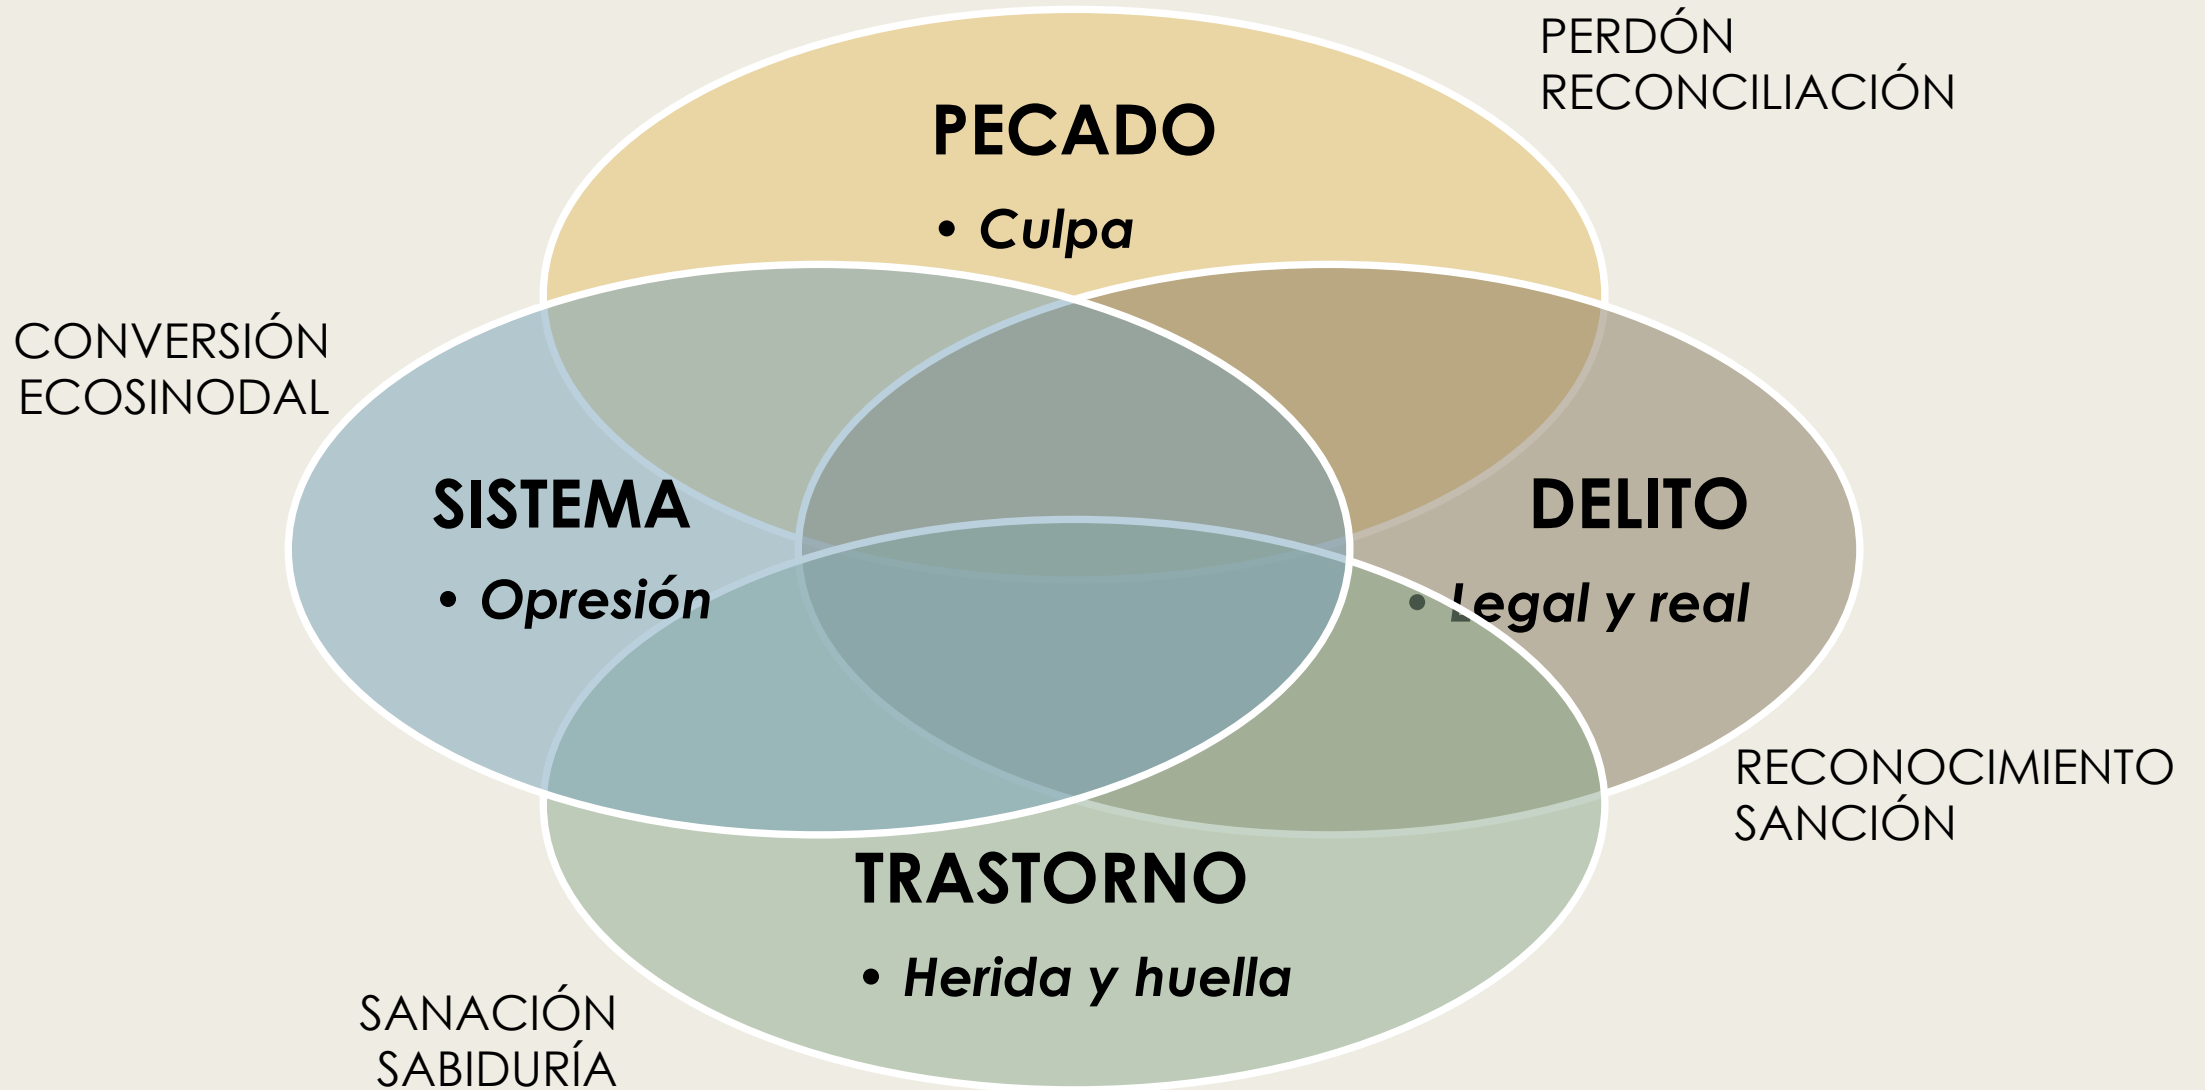 PERDÓN
RECONCILIACIÓN
PECADO
• Culpa
CONVERSIÓN
ECOSINODAL
SISTEMA
• Opresión
DELITO
• Legal y real
RECONOCIMIENTO
SANCIÓN
TRASTORNO
• Herida y huella
SANACIÓN
SABIDURÍA